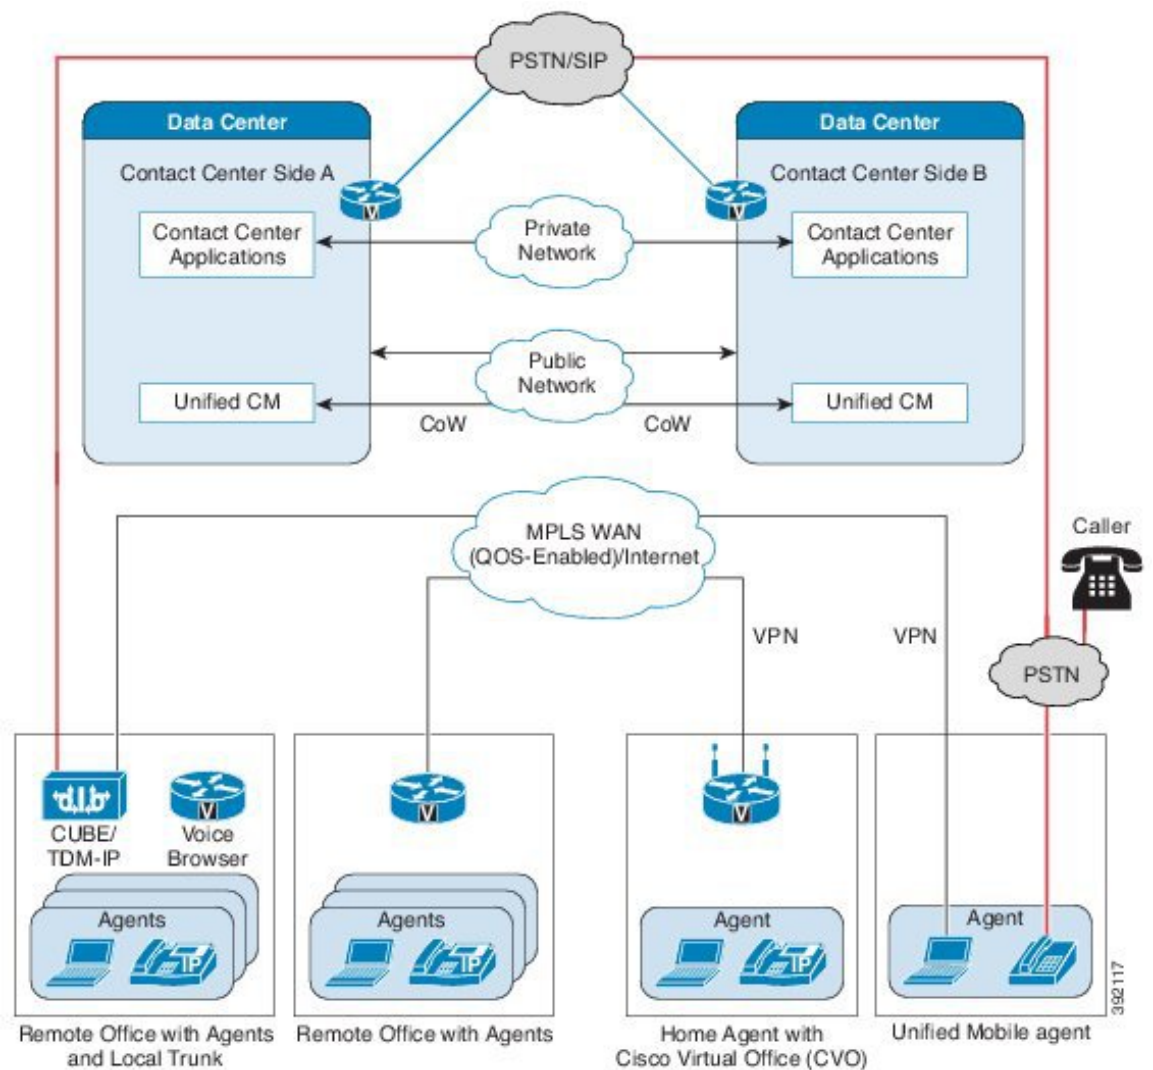 PSTN/SIP
Data Center
Data Center
Contact Center Side A
Contact Center Side B
V
V
Contact Center
Applications
Private
Network
Contact Center
Applications
Public
Network
Unified CM
Unified CM
CoW
CoW
MPLS WAN
(QOS-Enabled)/Internet
Caller
VPN
VPN
PSTN
d.l.b
V
V
V
CUBE/
TDM-IP
Voice
Browser
Agents
IP
Agents
IP
Agent
IP
Agent
392117
Remote Office with Agents
and Local Trunk
Remote Office with Agents
Home Agent with
Cisco Virtual Office (CVO)
Unified Mobile agent